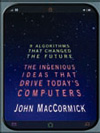 9 ALGORITHMS
THAT CHANGED
THE FUTURE
THE INGENIOUS
IDEAS THAT
DRIVE TODAY'S
COMPUTERS
JOHN MACCORMICK